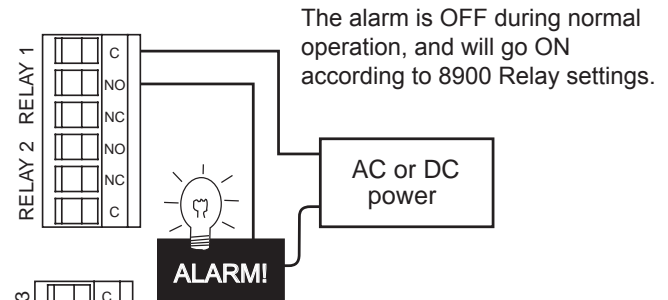 The alarm is OFF during normal
operation, and will go ON
according to 8900 Relay settings.
RELAY 1
C
NO
NC
RELAY 2
NO
NC
C
AC or DC
power
ALARM!
3
C